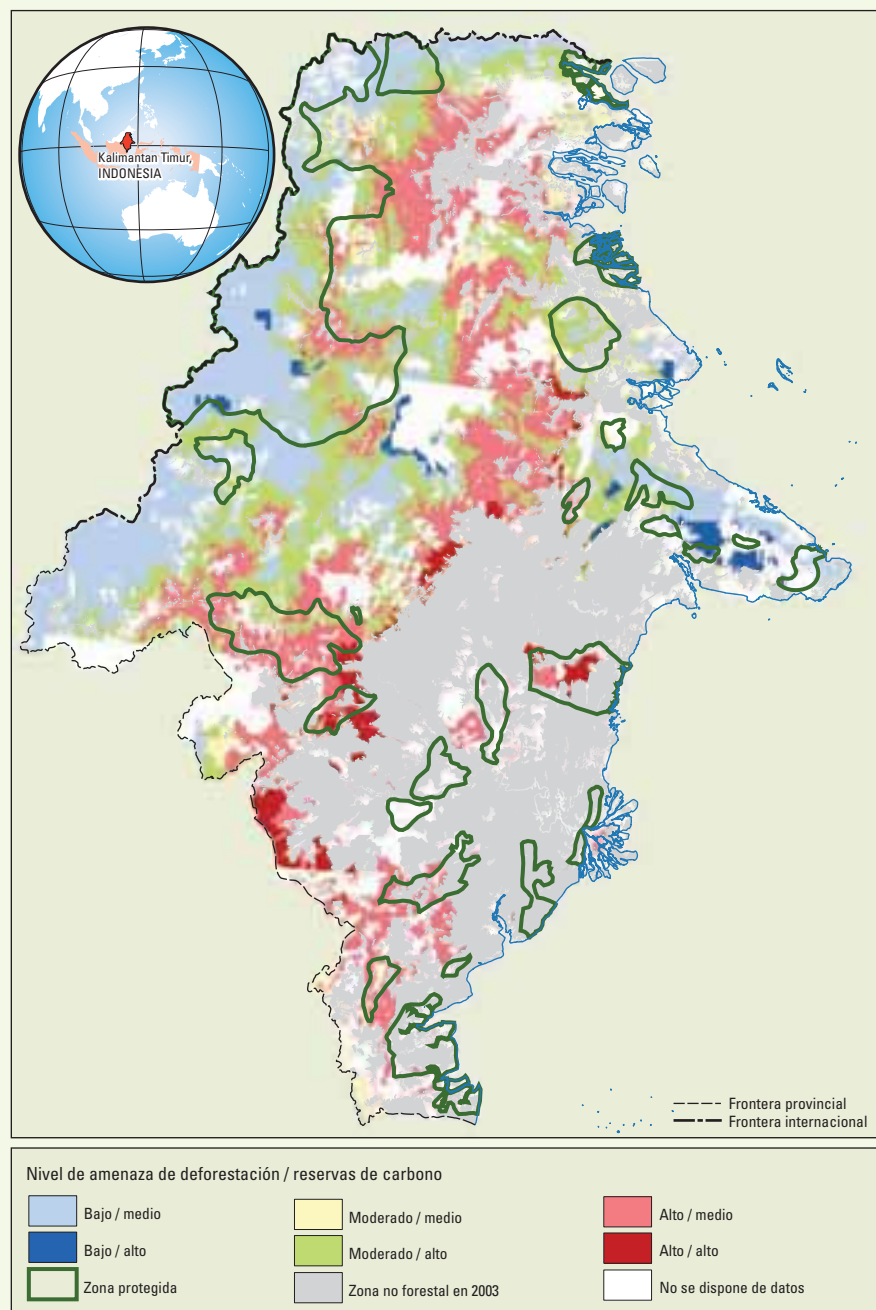 Kalimantan Timur,
INDONESIA
Frontera provincial
Frontera internacional
Nivel de amenaza de deforestación / reservas de carbono
Bajo / medio
Bajo / alto
Zona protegida
Moderado / medio
Moderado / alto
Zona no forestal en 2003
Alto / medio
Alto / alto
No se dispone de datos